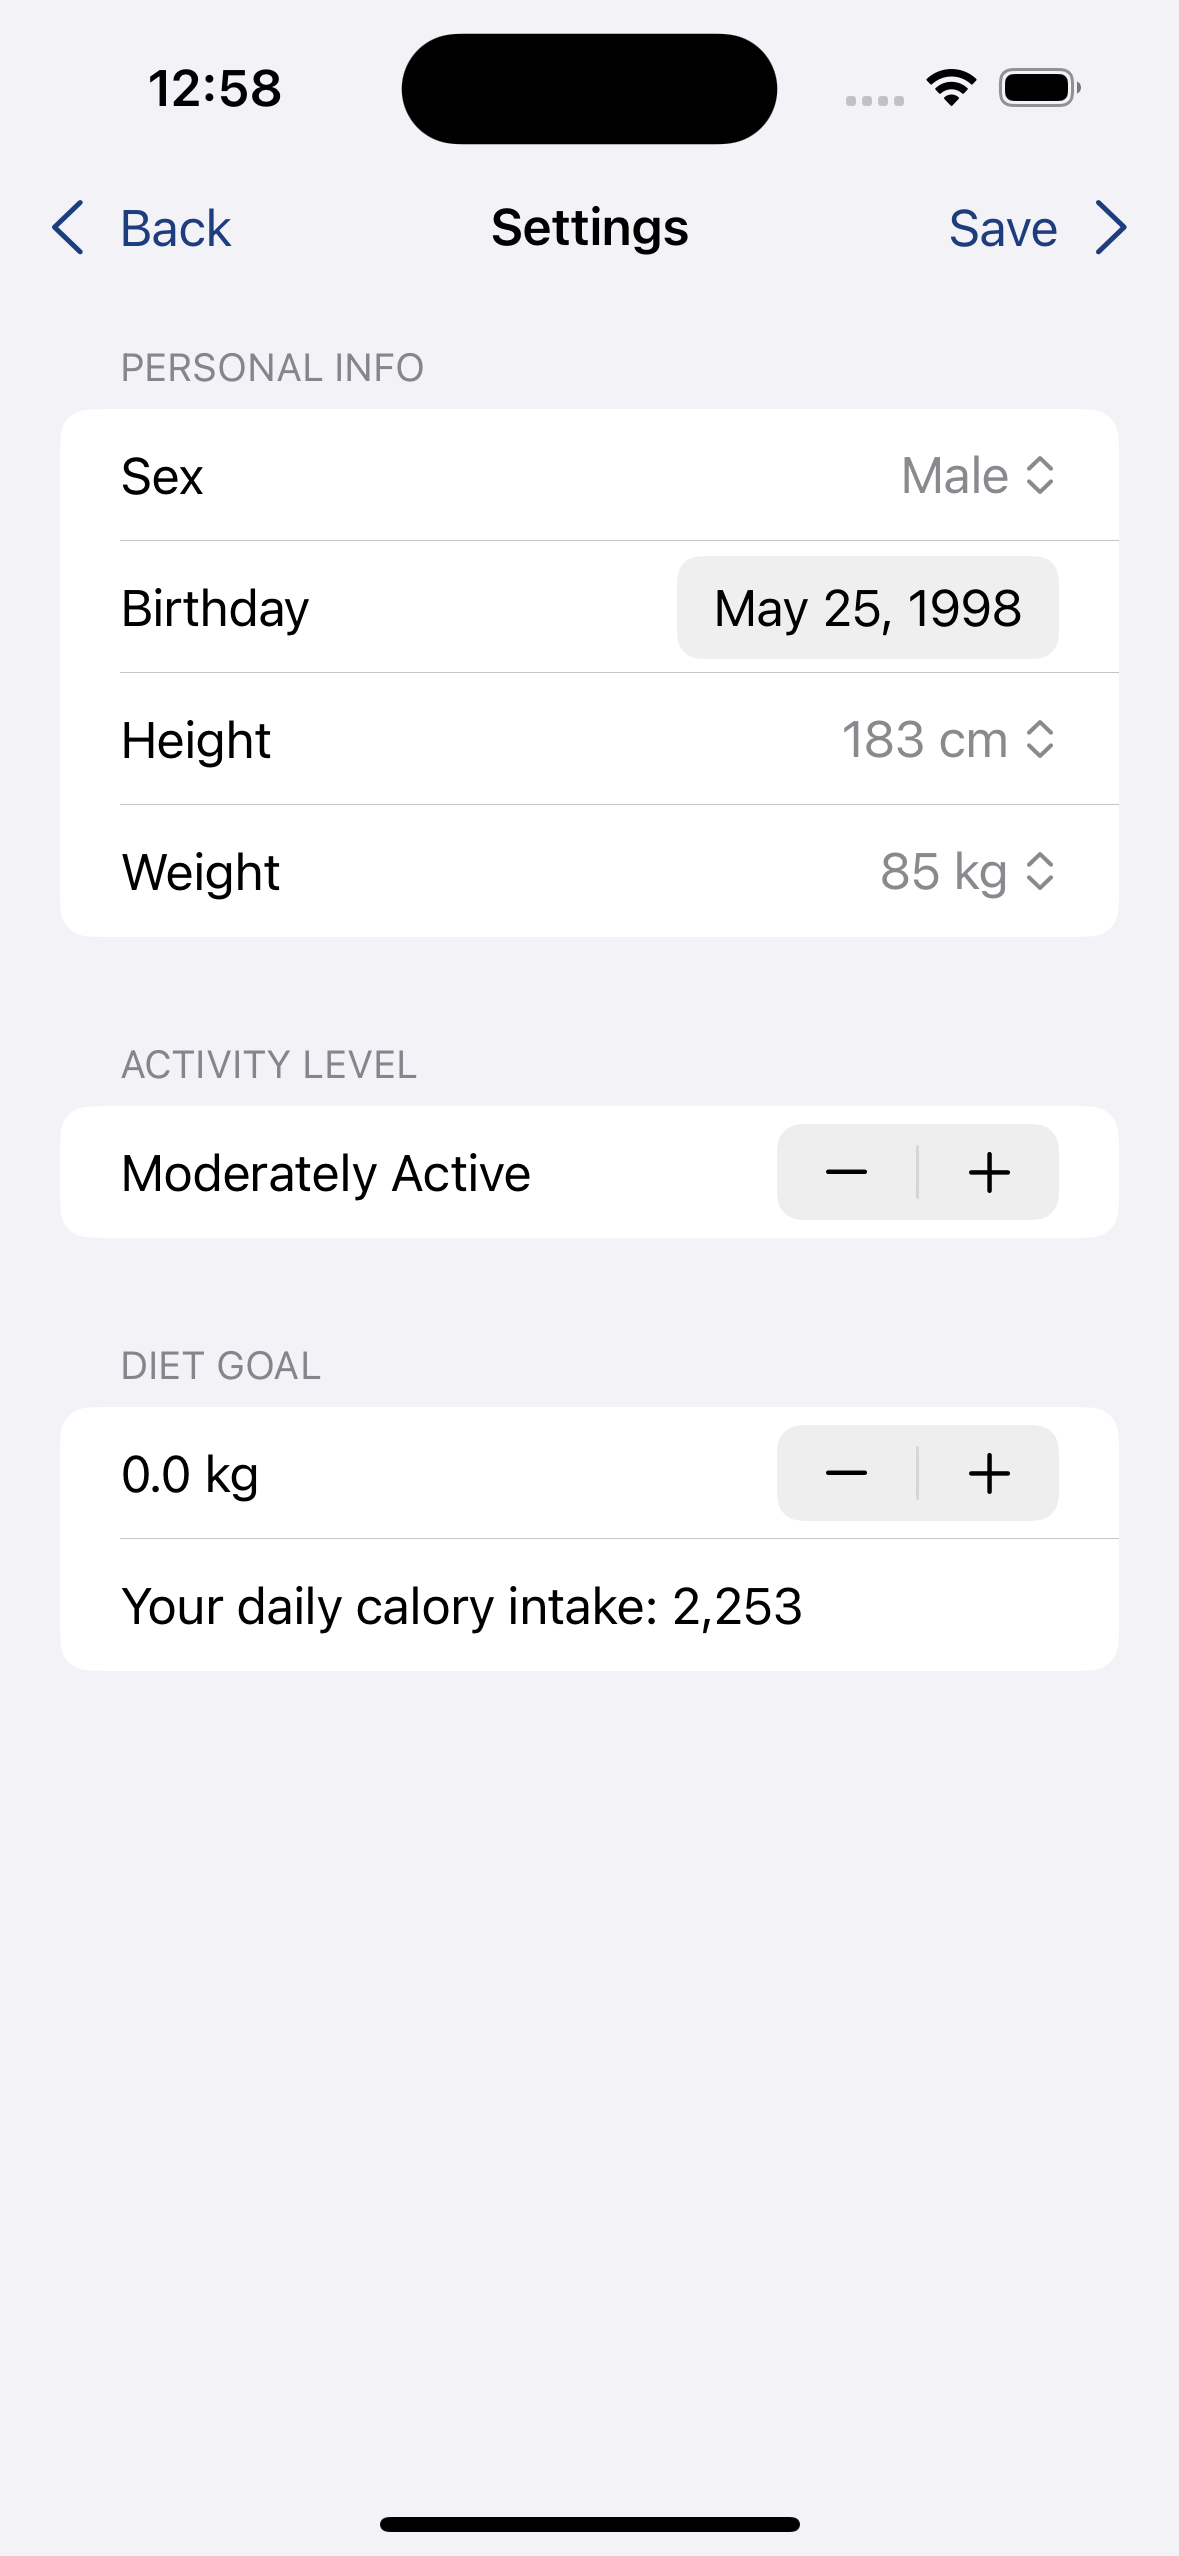 12:58
Back Settings Save
PERSONAL INFO
Sex Male
Birthday May 25, 1998
Height 183 cm
Weight 85 kg
ACTIVITY LEVEL
Moderately Active − +
DIET GOAL
0.0 kg − +
Your daily calory intake: 2,253